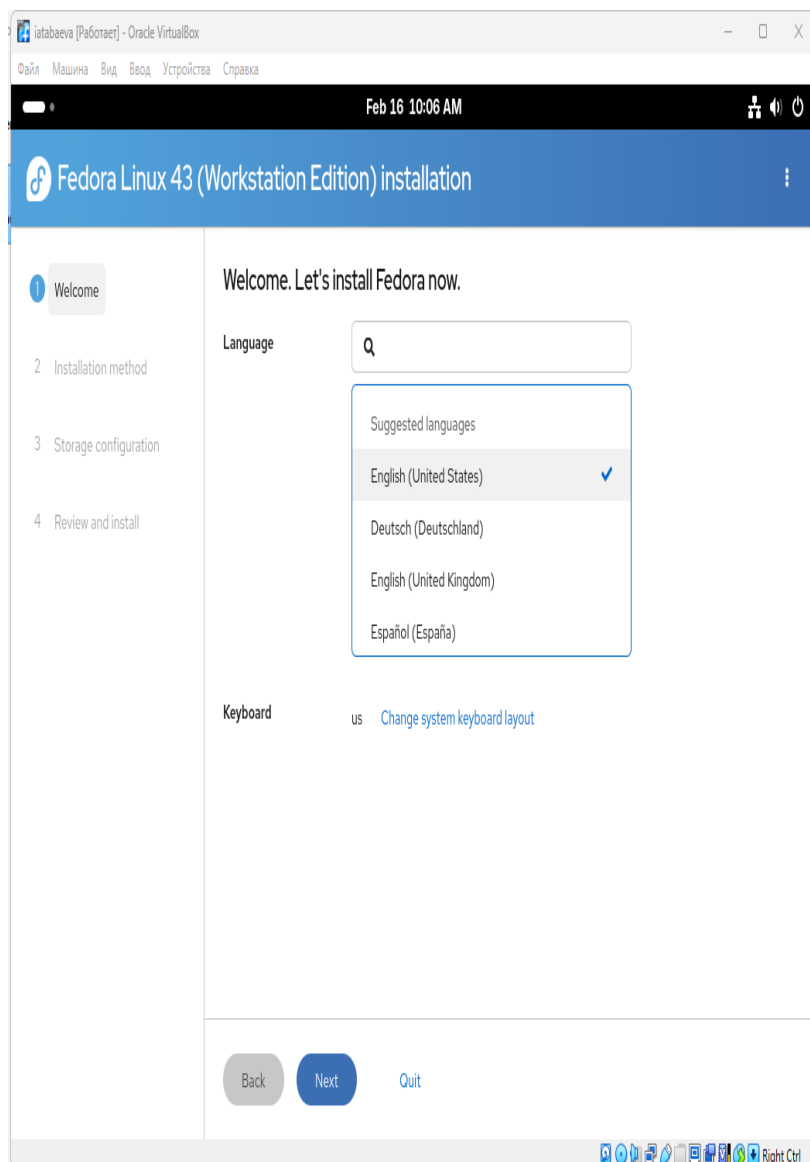 iatabaeva [Работает] - Oracle VirtualBox
Файл Машина Вид Ввод Устройства Справка
Feb 16 10:06 AM
Fedora Linux 43 (Workstation Edition) installation
1 Welcome
2 Installation method
3 Storage configuration
4 Review and install
Welcome. Let's install Fedora now.
Language
Suggested languages
English (United States)
Deutsch (Deutschland)
English (United Kingdom)
Español (España)
Keyboard us Change system keyboard layout
Back Next Quit
Right Ctrl